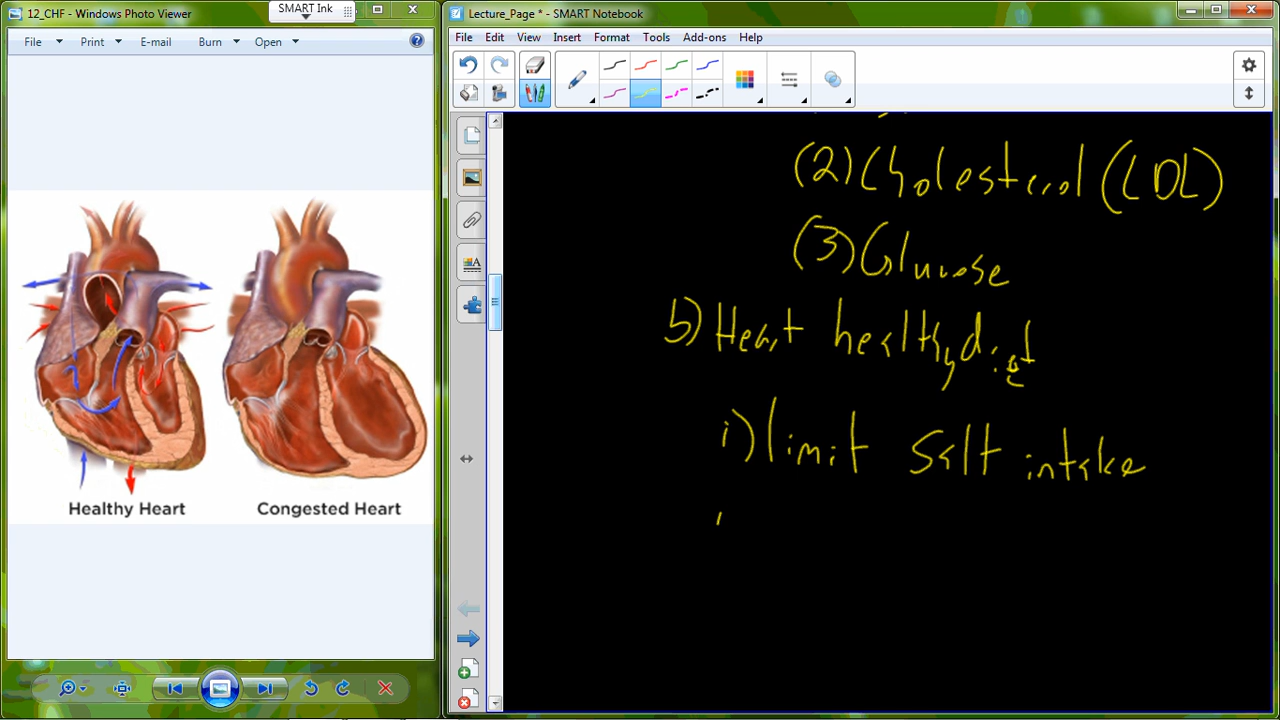 12_CHF - Windows Photo Viewer
SMART Ink
File Print E-mail Burn Open
Healthy Heart Congested Heart
Lecture_Page * - SMART Notebook
File Edit View Insert Format Tools Add-ons Help
(2) Cholesterol (LDL)
(3) Glucose
b) Heart healthy diet
i) limit Salt intake